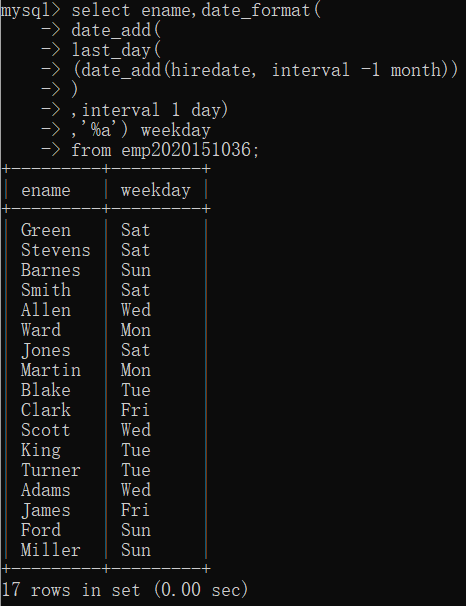 mysql> select ename,date_format(
-> date_add(
-> last_day(
-> (date_add(hiredate, interval -1 month))
-> )
-> ,interval 1 day)
-> ,'%a') weekday
-> from emp2020151036;
+---------+---------+
| ename   | weekday |
+---------+---------+
| Green   | Sat     |
| Stevens | Sat     |
| Barnes  | Sun     |
| Smith   | Sat     |
| Allen   | Wed     |
| Ward    | Mon     |
| Jones   | Sat     |
| Martin  | Mon     |
| Blake   | Tue     |
| Clark   | Fri     |
| Scott   | Wed     |
| King    | Tue     |
| Turner  | Tue     |
| Adams   | Wed     |
| James   | Fri     |
| Ford    | Sun     |
| Miller  | Sun     |
+---------+---------+
17 rows in set (0.00 sec)